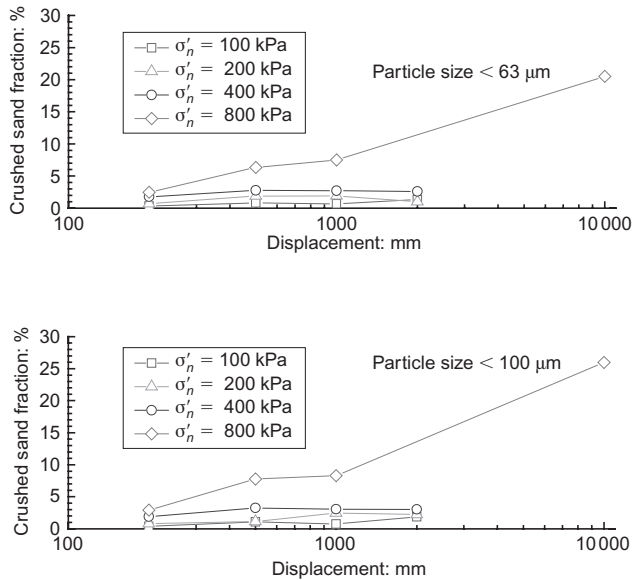 30
25
20
15
10
5
0
Crushed sand fraction: %
σ′n = 100 kPa
σ′n = 200 kPa
σ′n = 400 kPa
σ′n = 800 kPa
Particle size < 63 μm
100
1000
10 000
Displacement: mm
30
25
20
15
10
5
0
Crushed sand fraction: %
σ′n = 100 kPa
σ′n = 200 kPa
σ′n = 400 kPa
σ′n = 800 kPa
Particle size < 100 μm
100
1000
10 000
Displacement: mm